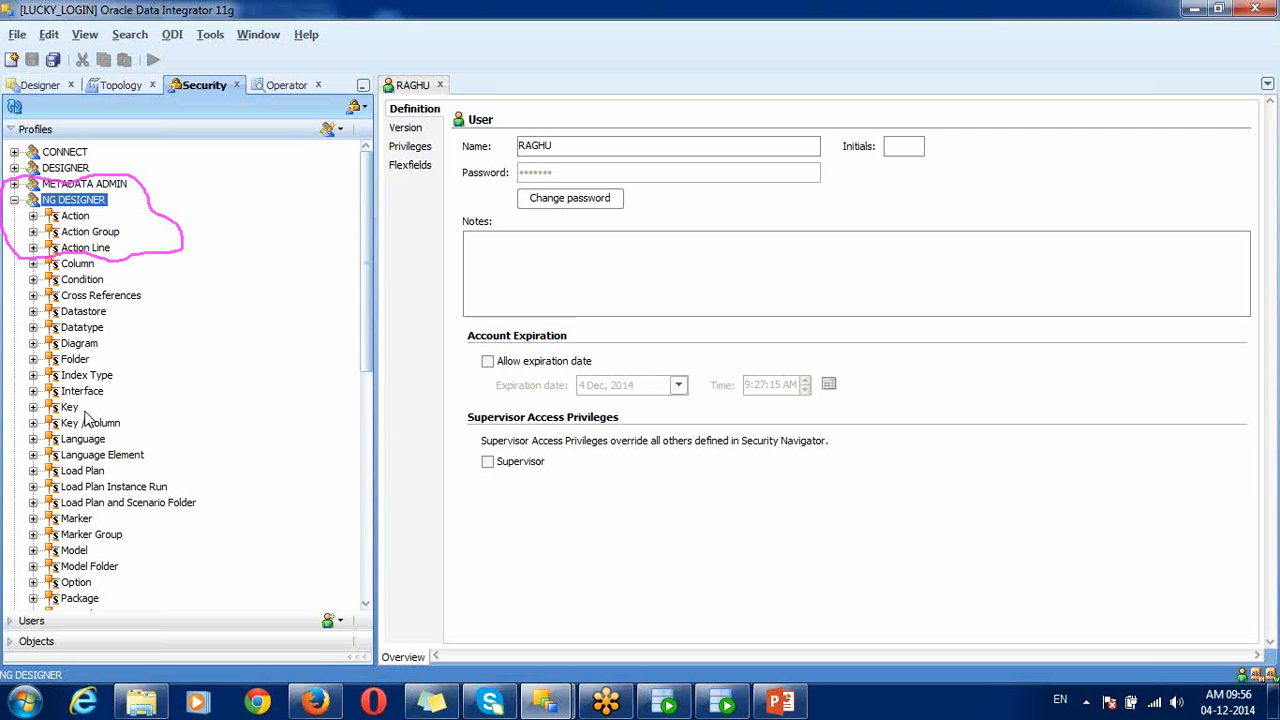 [LUCKY_LOGIN] Oracle Data Integrator 11g
File Edit View Search ODI Tools Window Help
Designer Topology Security Operator
RAGHU
Profiles
CONNECT
DESIGNER
METADATA ADMIN
NG DESIGNER
Action
Action Group
Action Line
Column
Condition
Cross References
Datastore
Datatype
Diagram
Folder
Index Type
Interface
Key
Key Column
Language
Language Element
Load Plan
Load Plan Instance Run
Load Plan and Scenario Folder
Marker
Marker Group
Model
Model Folder
Option
Package
Users
Objects
Definition
Version
Privileges
Flexfields
User
Name: RAGHU Initials:
Password: *******
Change password
Notes:
Account Expiration
Allow expiration date
Expiration date: 4 Dec, 2014 Time: 9:27:15 AM
Supervisor Access Privileges
Supervisor Access Privileges override all others defined in Security Navigator.
Supervisor
Overview
NG DESIGNER
EN
AM 09:56
04-12-2014